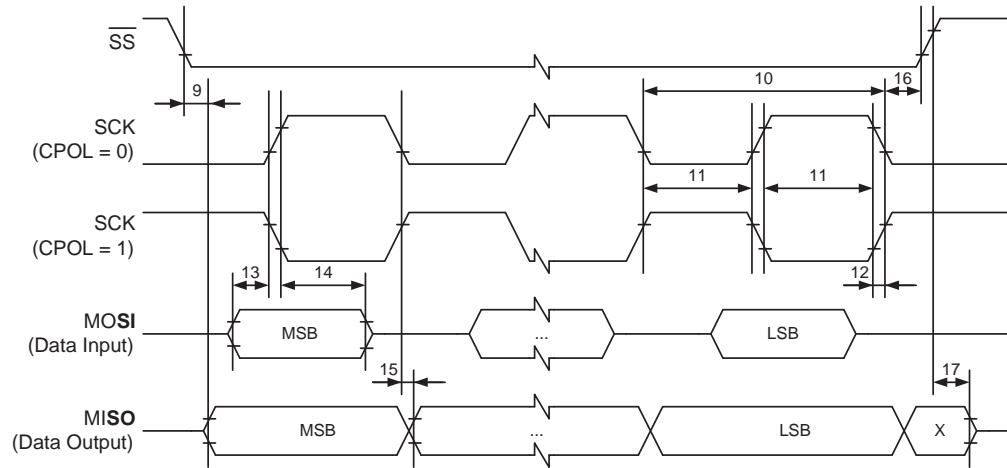 SS
9
10
16
SCK
(CPOL = 0)
11
11
SCK
(CPOL = 1)
13
14
12
MOSI
(Data Input)
MSB
...
LSB
15
17
MISO
(Data Output)
MSB
...
LSB
X